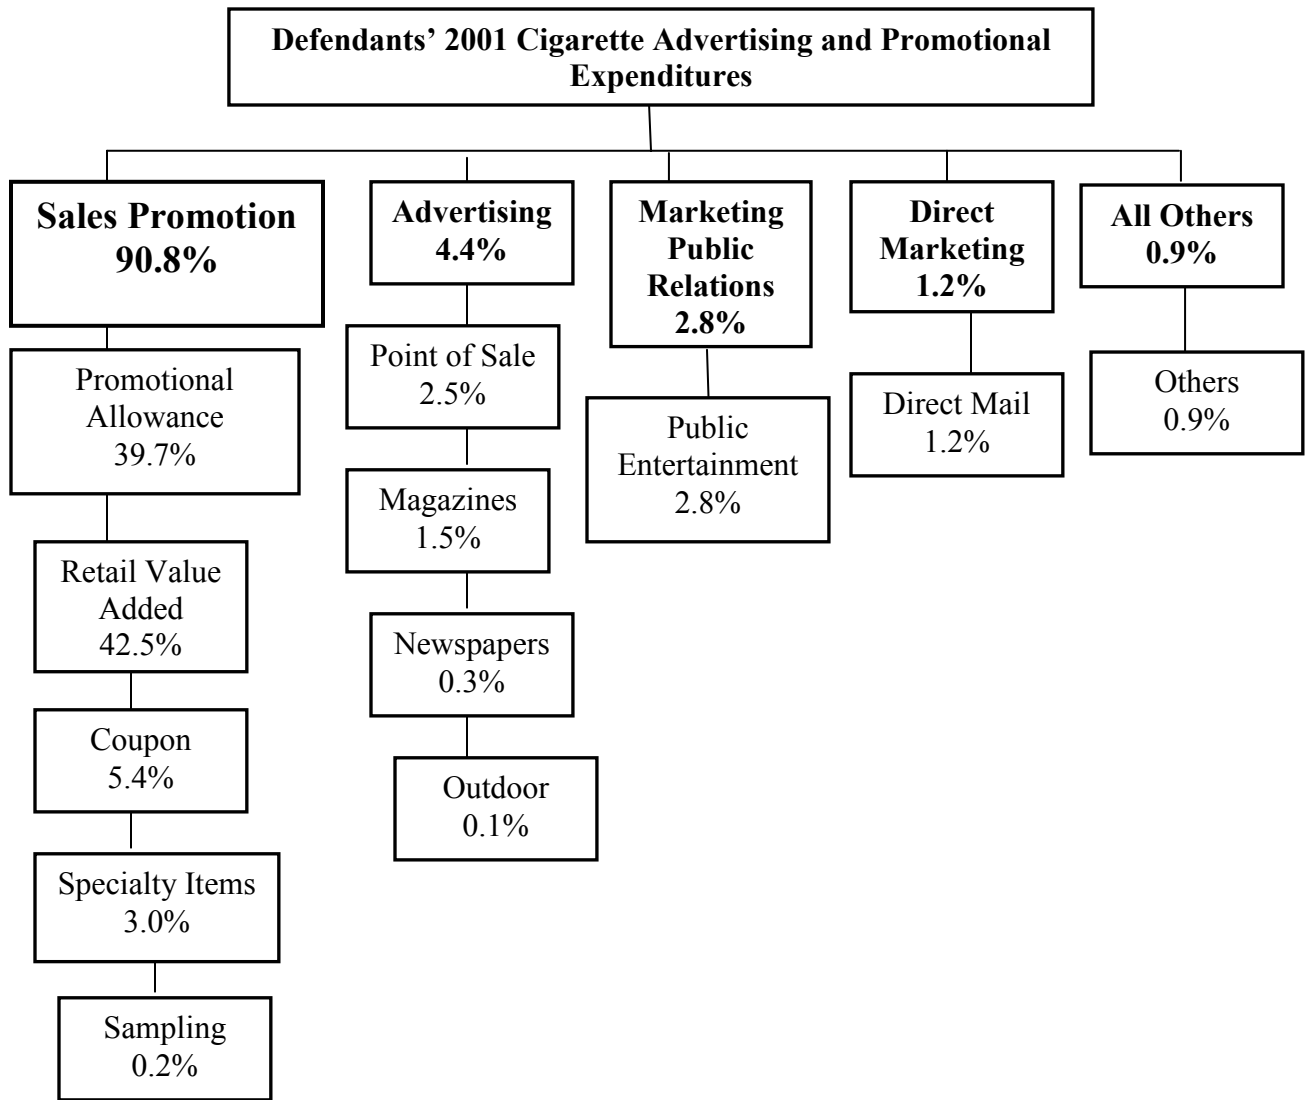 Defendants’ 2001 Cigarette Advertising and Promotional
Expenditures
Sales Promotion
90.8%
Promotional
Allowance
39.7%
Retail Value
Added
42.5%
Coupon
5.4%
Specialty Items
3.0%
Sampling
0.2%
Advertising
4.4%
Point of Sale
2.5%
Magazines
1.5%
Newspapers
0.3%
Outdoor
0.1%
Marketing
Public
Relations
2.8%
Public
Entertainment
2.8%
Direct
Marketing
1.2%
Direct Mail
1.2%
All Others
0.9%
Others
0.9%